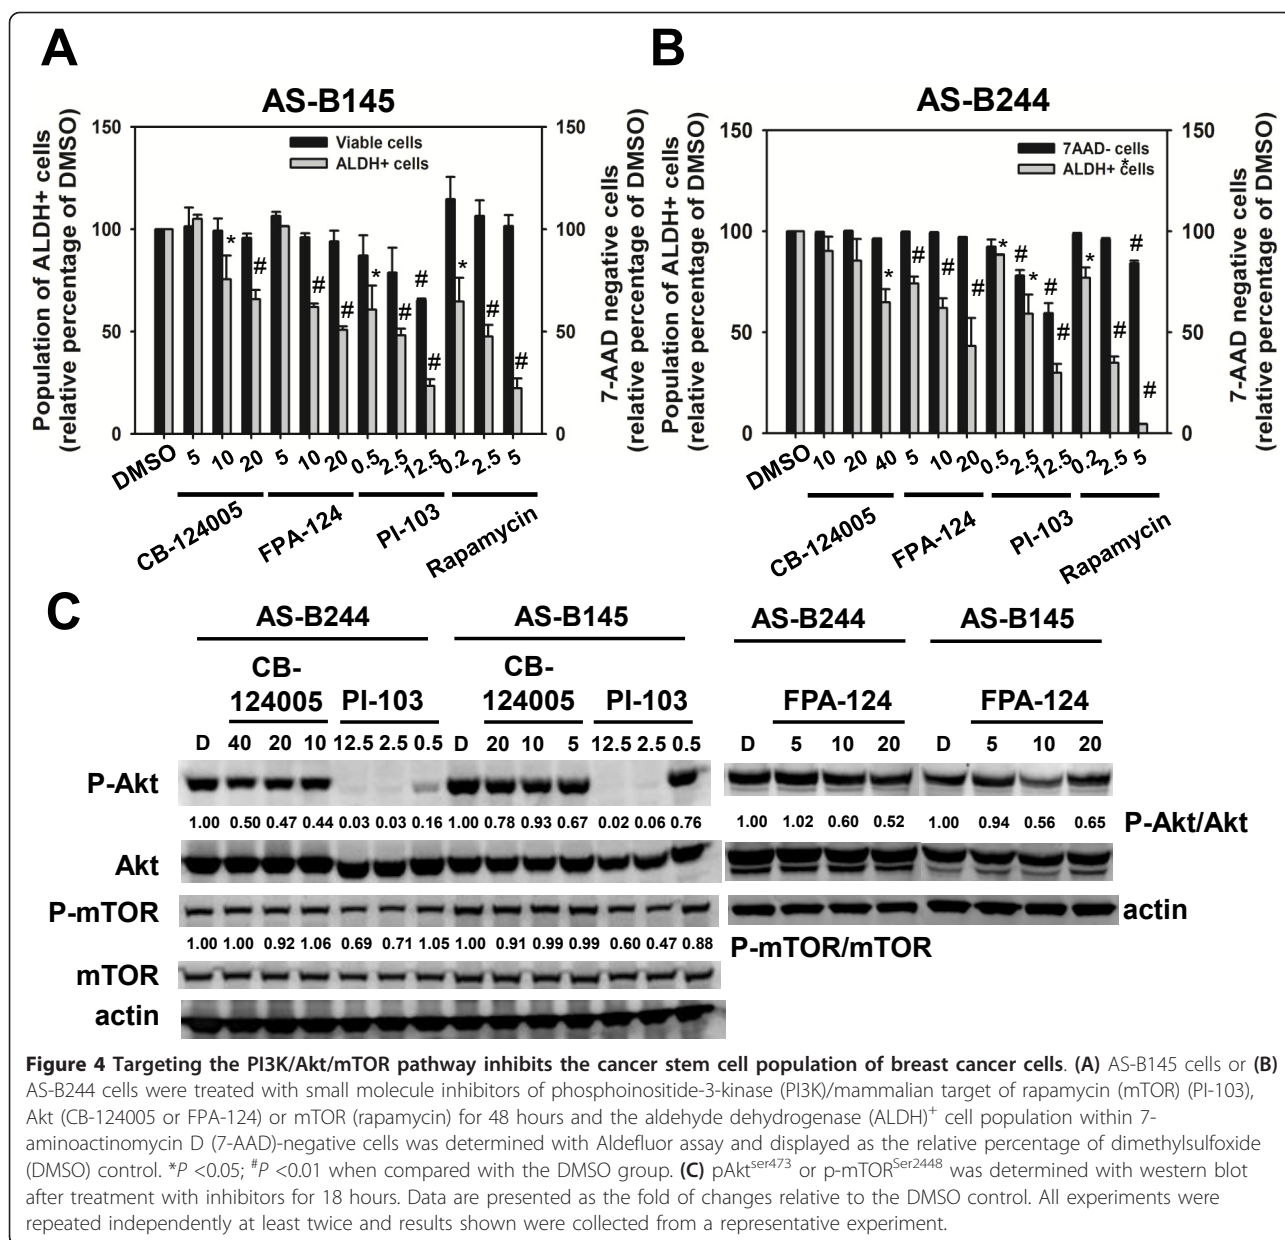 A
B
AS-B145
AS-B244
Population of ALDH+ cells
(relative percentage of DMSO)
150
100
50
0
Viable cells
ALDH+ cells
* # # # * # # # * # #
150
100
50
0
7-AAD negative cells
(relative percentage of DMSO)
DMSO 5 10 20 5 10 20 0.5 2.5 12.5 0.2 2.5 5
CB-124005 FPA-124 PI-103 Rapamycin
Population of ALDH+ cells
(relative percentage of DMSO)
150
100
50
0
7AAD- cells
ALDH+ cells
*
* # # # * # * # # * # # #
150
100
50
0
7-AAD negative cells
(relative percentage of DMSO)
DMSO 10 20 40 5 10 20 0.5 2.5 12.5 0.2 2.5 5
CB-124005 FPA-124 PI-103 Rapamycin
C
AS-B244 AS-B145 AS-B244 AS-B145
CB-
124005 PI-103 CB-
124005 PI-103 FPA-124 FPA-124
D 40 20 10 12.5 2.5 0.5 D 20 10 5 12.5 2.5 0.5 D 5 10 20 D 5 10 20
P-Akt
1.00 0.50 0.47 0.44 0.03 0.03 0.16 1.00 0.78 0.93 0.67 0.02 0.06 0.76 1.00 1.02 0.60 0.52 1.00 0.94 0.56 0.65 P-Akt/Akt
Akt
P-mTOR actin
1.00 1.00 0.92 1.06 0.69 0.71 1.05 1.00 0.91 0.99 0.99 0.60 0.47 0.88 P-mTOR/mTOR
mTOR
actin
Figure 4 Targeting the PI3K/Akt/mTOR pathway inhibits the cancer stem cell population of breast cancer cells. (A) AS-B145 cells or (B)
AS-B244 cells were treated with small molecule inhibitors of phosphoinositide-3-kinase (PI3K)/mammalian target of rapamycin (mTOR) (PI-103),
Akt (CB-124005 or FPA-124) or mTOR (rapamycin) for 48 hours and the aldehyde dehydrogenase (ALDH)+ cell population within 7-
aminoactinomycin D (7-AAD)-negative cells was determined with Aldefluor assay and displayed as the relative percentage of dimethylsulfoxide
(DMSO) control. *P <0.05; #P <0.01 when compared with the DMSO group. (C) pAktser473 or p-mTORSer2448 was determined with western blot
after treatment with inhibitors for 18 hours. Data are presented as the fold of changes relative to the DMSO control. All experiments were
repeated independently at least twice and results shown were collected from a representative experiment.